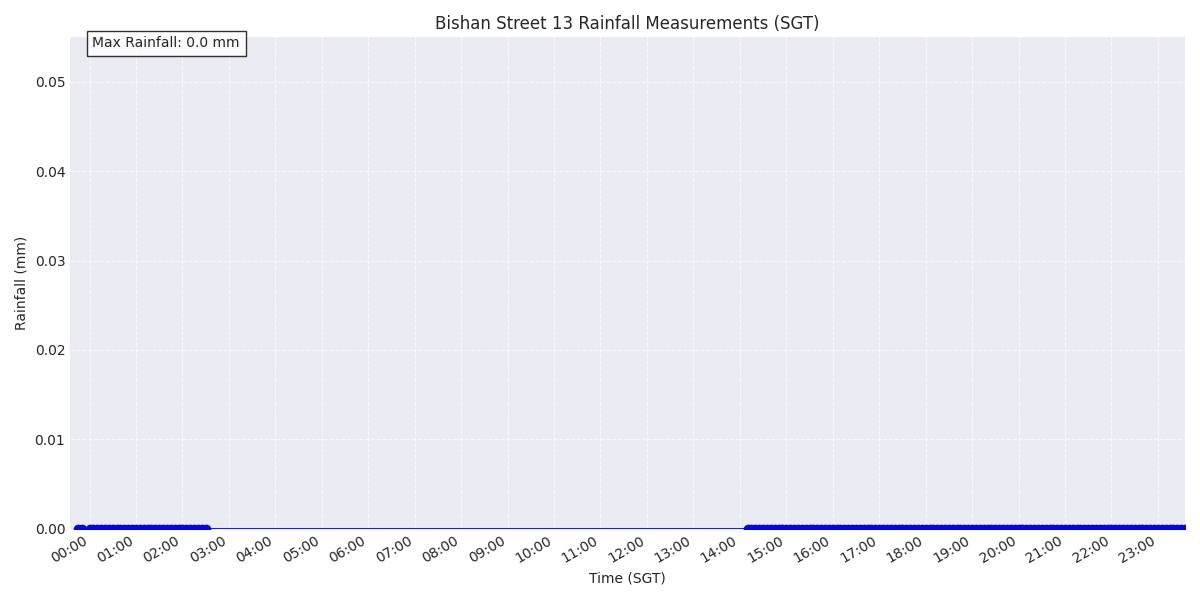 Bishan Street 13 Rainfall Measurements (SGT)
Max Rainfall: 0.0 mm
0.05
0.04
0.03
0.02
0.01
0.00
Rainfall (mm)
00:00 01:00 02:00 03:00 04:00 05:00 06:00 07:00 08:00 09:00 10:00 11:00 12:00 13:00 14:00 15:00 16:00 17:00 18:00 19:00 20:00 21:00 22:00 23:00
Time (SGT)